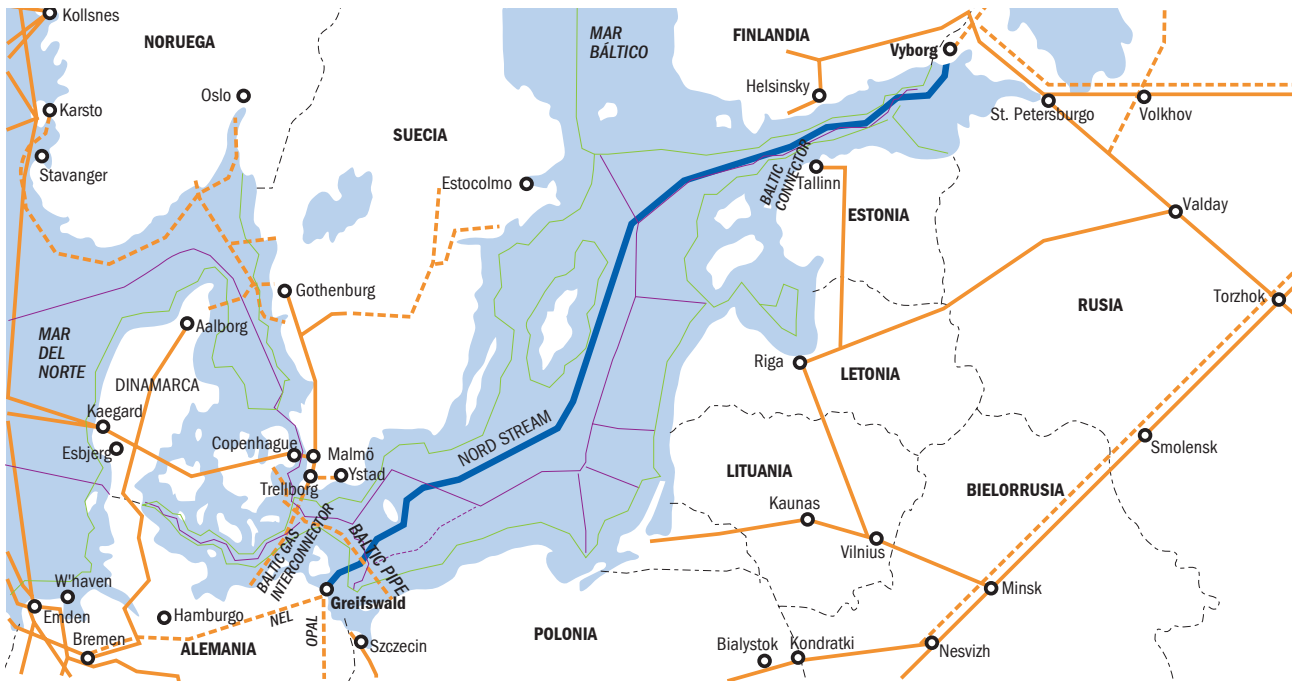 Kollsnes
NORUEGA
MAR
BÁLTICO
FINLANDIA
Vyborg
Oslo
Karsto
Helsinsky
St. Petersburgo
Volkhov
SUECIA
Stavanger
Estocolmo
BALTIC
CONNECTOR
Tallinn
ESTONIA
Valday
Gothenburg
Torzhok
RUSIA
Aalborg
MAR
DEL
NORTE
Riga
LETONIA
DINAMARCA
Kaegard
Esbjerg
Copenhague
Malmö
Ystad
Trellborg
NORD STREAM
Smolensk
LITUANIA
BIELORRUSIA
Kaunas
Vilnius
BALTIC GAS
INTERCONNECTOR
BALTIC PIPE
Minsk
W'haven
Emden
Hamburgo
Greifswald
NEL
OPAL
Bremen
ALEMANIA
Szczecin
POLONIA
Bialystok
Kondratki
Nesvizh